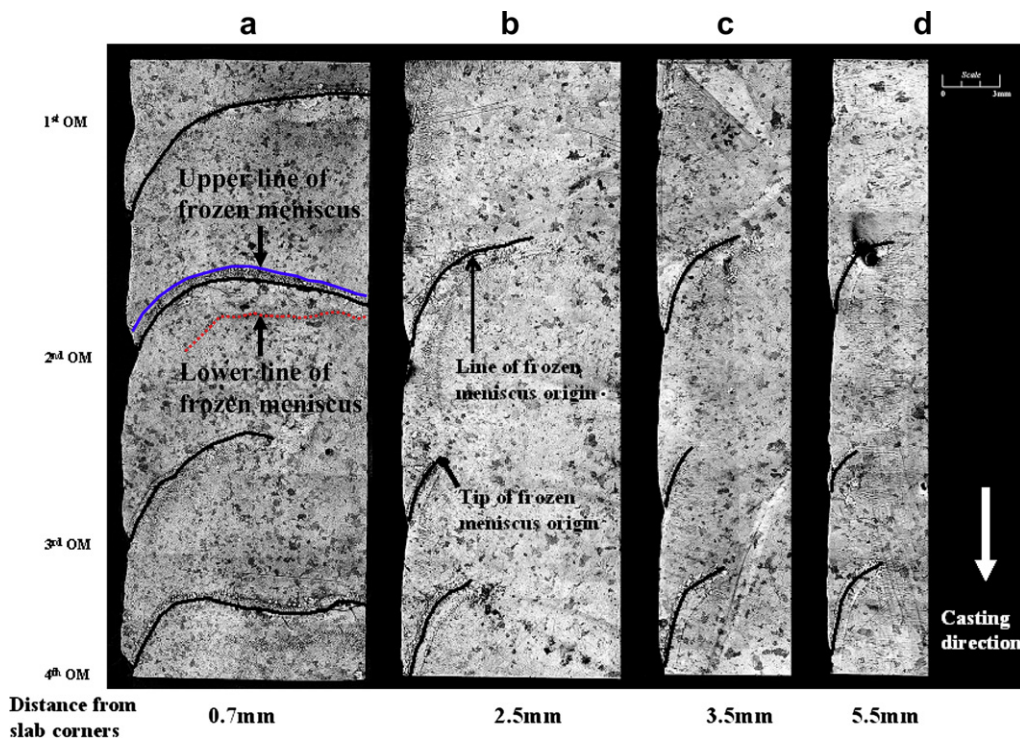 a b c d
Scale
0 3mm
1st OM
Upper line of
frozen meniscus
2nd OM
Lower line of
frozen meniscus
Line of frozen
meniscus origin
Tip of frozen
meniscus origin
3rd OM
Casting
direction
4th OM
Distance from
slab corners
0.7mm 2.5mm 3.5mm 5.5mm